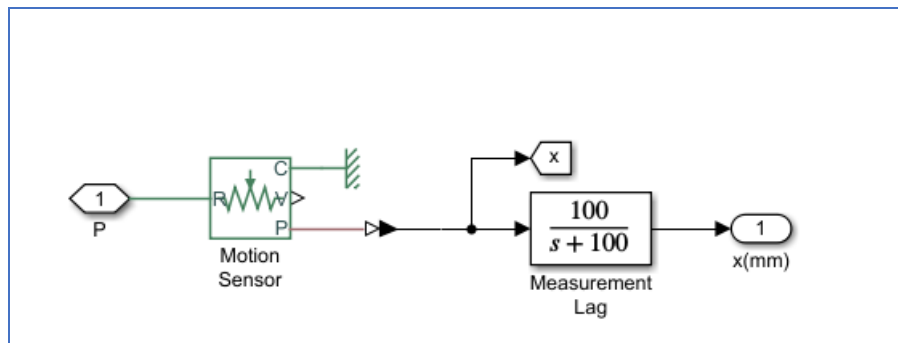 1
P
R
C
V
P
Motion
Sensor
x
100
s + 100
Measurement
Lag
1
x(mm)